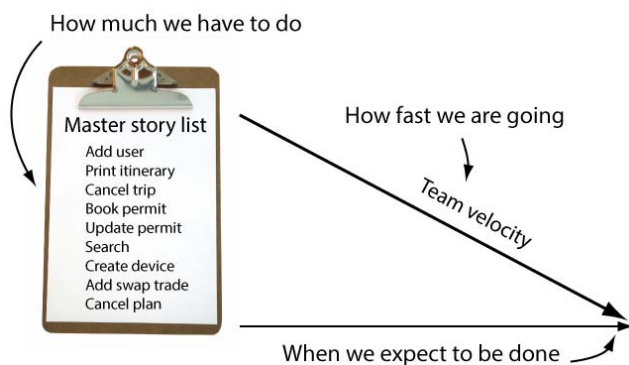 How much we have to do
Master story list
Add user
Print itinerary
Cancel trip
Book permit
Update permit
Search
Create device
Add swap trade
Cancel plan
How fast we are going
Team velocity
When we expect to be done